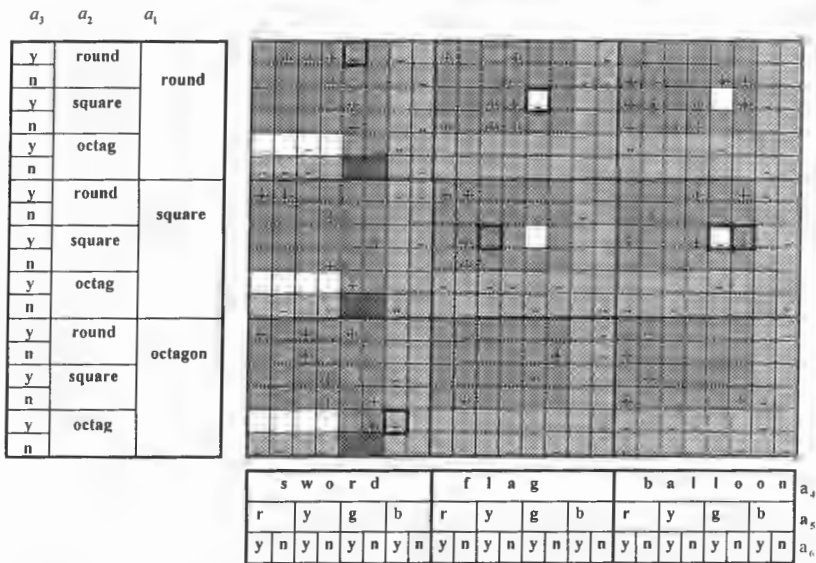 a₃ a₂ a₁
y round round
n
y square
n
y octag
n
y round square
n
y square
n
y octag
n
y round octagon
n
y square
n
y octag
n
s w o r d f l a g b a l l o o n a₄
r y g b r y g b r y g b a₅
y n y n y n y n y n y n y n y n y n y n y n y n a₆